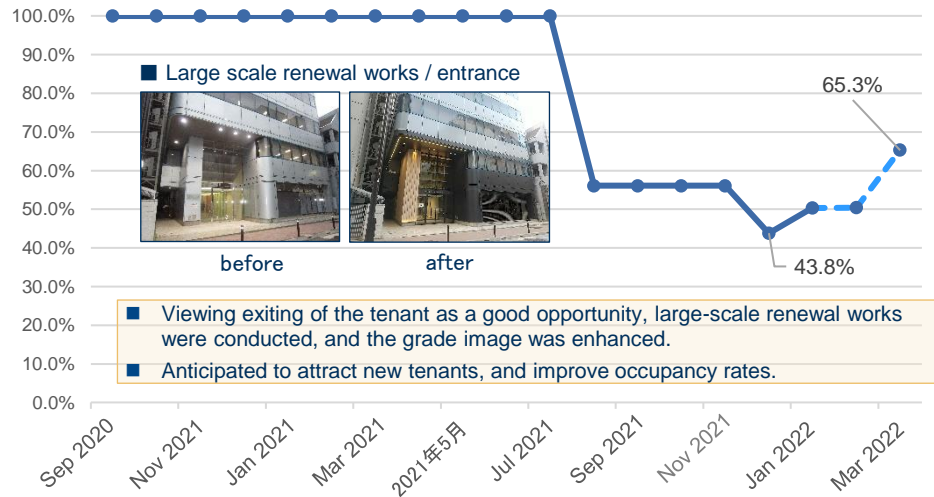 100.0%
90.0%
80.0%
70.0%
60.0%
50.0%
40.0%
30.0%
20.0%
10.0%
0.0%
■ Large scale renewal works / entrance
before
after
65.3%
43.8%
■ Viewing exiting of the tenant as a good opportunity, large-scale renewal works
were conducted, and the grade image was enhanced.
■ Anticipated to attract new tenants, and improve occupancy rates.
Sep 2020
Nov 2021
Jan 2021
Mar 2021
2021年5月
Jul 2021
Sep 2021
Nov 2021
Jan 2022
Mar 2022